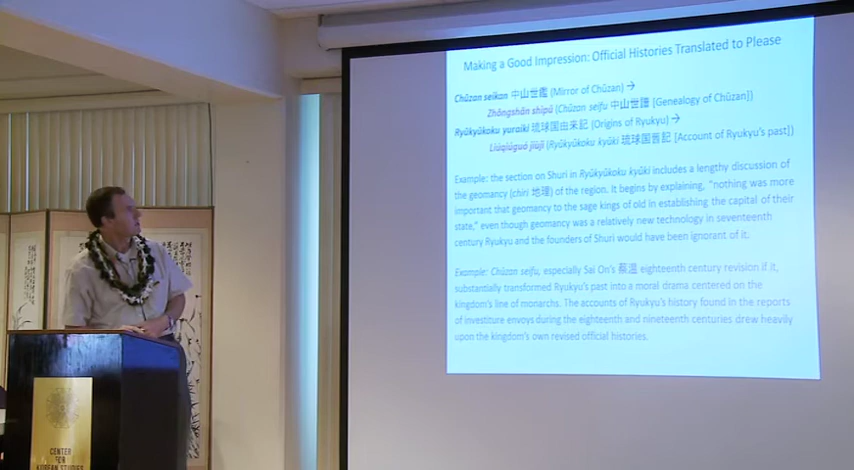 Making a Good Impression: Official Histories Translated to Please
Chūzan seikan 中山世鑑 (Mirror of Chūzan) →
Zhōngshān shìpǔ (Chūzan seifu 中山世譜 [Genealogy of Chūzan])
Ryūkyūkoku yuraiki 琉球国由来記 (Origins of Ryukyu) →
Liúqiúguó jiùjì (Ryūkyūkoku kyūki 琉球國舊記 [Account of Ryukyu's past])
Example: the section on Shuri in Ryūkyūkoku kyūki includes a lengthy discussion of
the geomancy (chiri 地理) of the region. It begins by explaining, "nothing was more
important that geomancy to the sage kings of old in establishing the capital of their
state," even though geomancy was a relatively new technology in seventeenth
century Ryukyu and the founders of Shuri would have been ignorant of it.
Example: Chūzan seifu, especially Sai On's 蔡温 eighteenth century revision if it,
substantially transformed Ryukyu's past into a moral drama centered on the
kingdom's line of monarchs. The accounts of Ryukyu's history found in the reports
of investiture envoys during the eighteenth and nineteenth centuries drew heavily
upon the kingdom's own revised official histories.
CENTER
FOR
KOREAN STUDIES